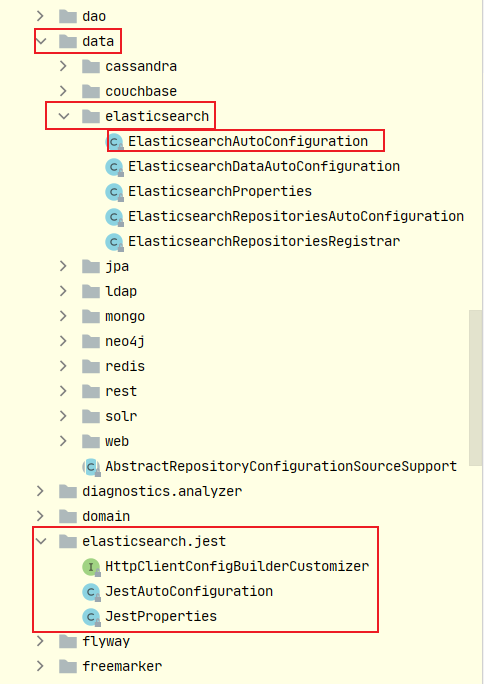 dao
data
cassandra
couchbase
elasticsearch
ElasticsearchAutoConfiguration
ElasticsearchDataAutoConfiguration
ElasticsearchProperties
ElasticsearchRepositoriesAutoConfiguration
ElasticsearchRepositoriesRegistrar
jpa
ldap
mongo
neo4j
redis
rest
solr
web
AbstractRepositoryConfigurationSourceSupport
diagnostics.analyzer
domain
elasticsearch.jest
HttpClientConfigBuilderCustomizer
JestAutoConfiguration
JestProperties
flyway
freemarker